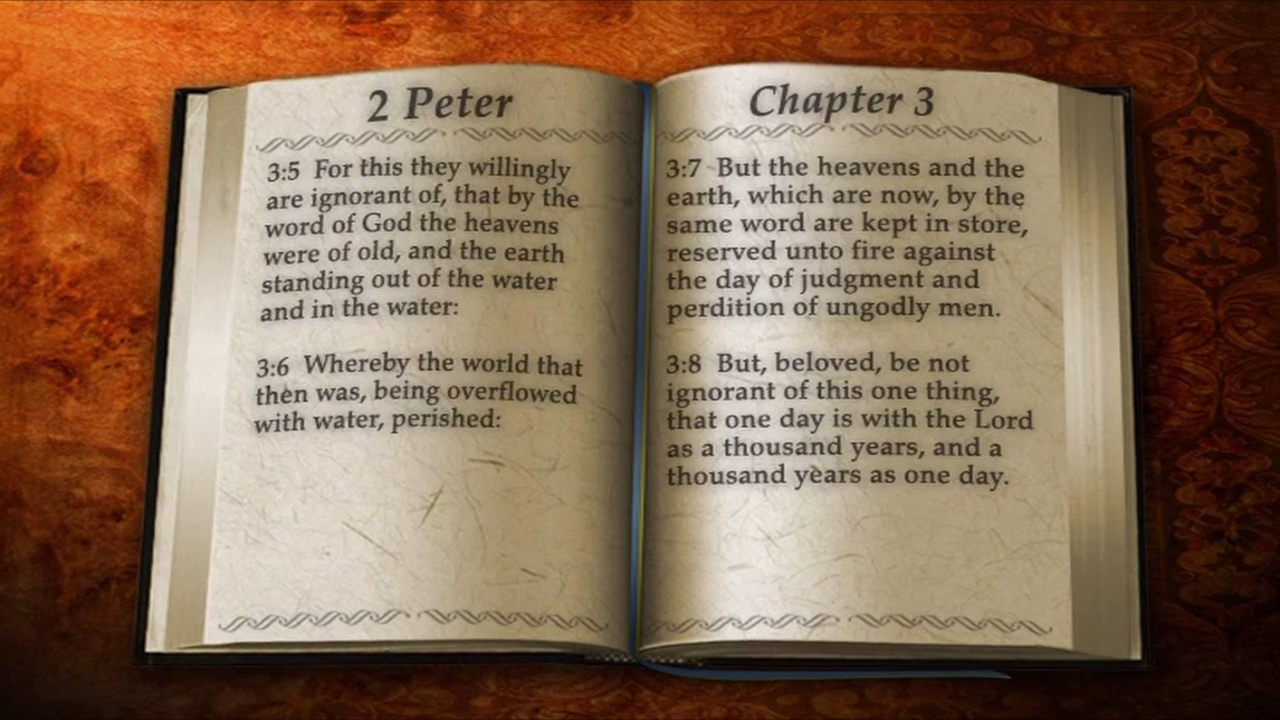 2 Peter
3:5 For this they willingly
are ignorant of, that by the
word of God the heavens
were of old, and the earth
standing out of the water
and in the water:
3:6 Whereby the world that
then was, being overflowed
with water, perished:
Chapter 3
3:7 But the heavens and the
earth, which are now, by the
same word are kept in store,
reserved unto fire against
the day of judgment and
perdition of ungodly men.
3:8 But, beloved, be not
ignorant of this one thing,
that one day is with the Lord
as a thousand years, and a
thousand years as one day.